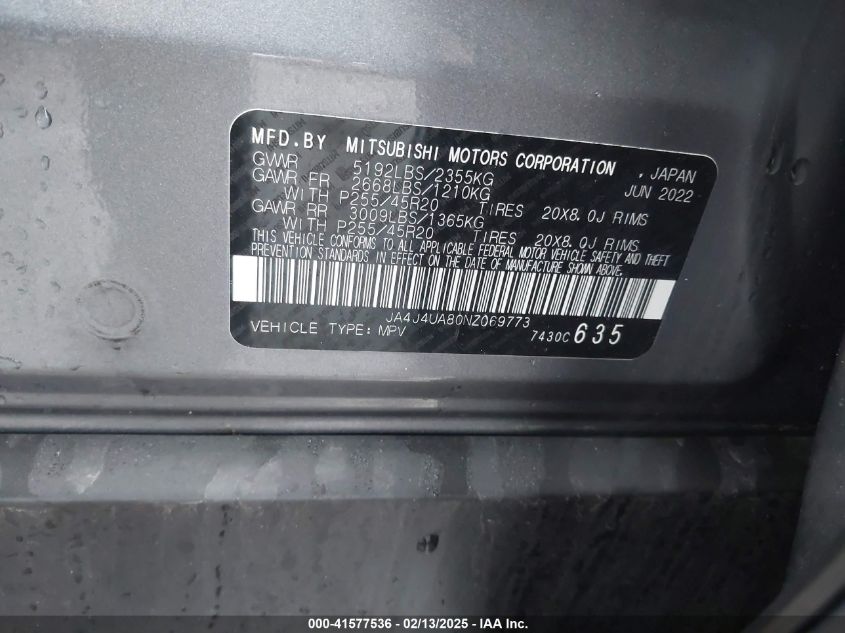 MFD.BY MITSUBISHI MOTORS CORPORATION , JAPAN
GVWR 5192LBS/2355KG JUN 2022
GAWR FR 2668LBS/1210KG
WITH P255/45R20 TIRES 20X8.0J RIMS
GAWR RR 3009LBS/1365KG
WITH P255/45R20 TIRES 20X8.0J RIMS
THIS VEHICLE CONFORMS TO ALL APPLICABLE FEDERAL MOTOR VEHICLE SAFETY AND THEFT
PREVENTION STANDARDS IN EFFECT ON THE DATE OF MANUFACTURE SHOWN ABOVE.
JA4J4UA80NZ069773
VEHICLE TYPE: MPV 7430C 635
000-41577536 - 02/13/2025 - IAA Inc.